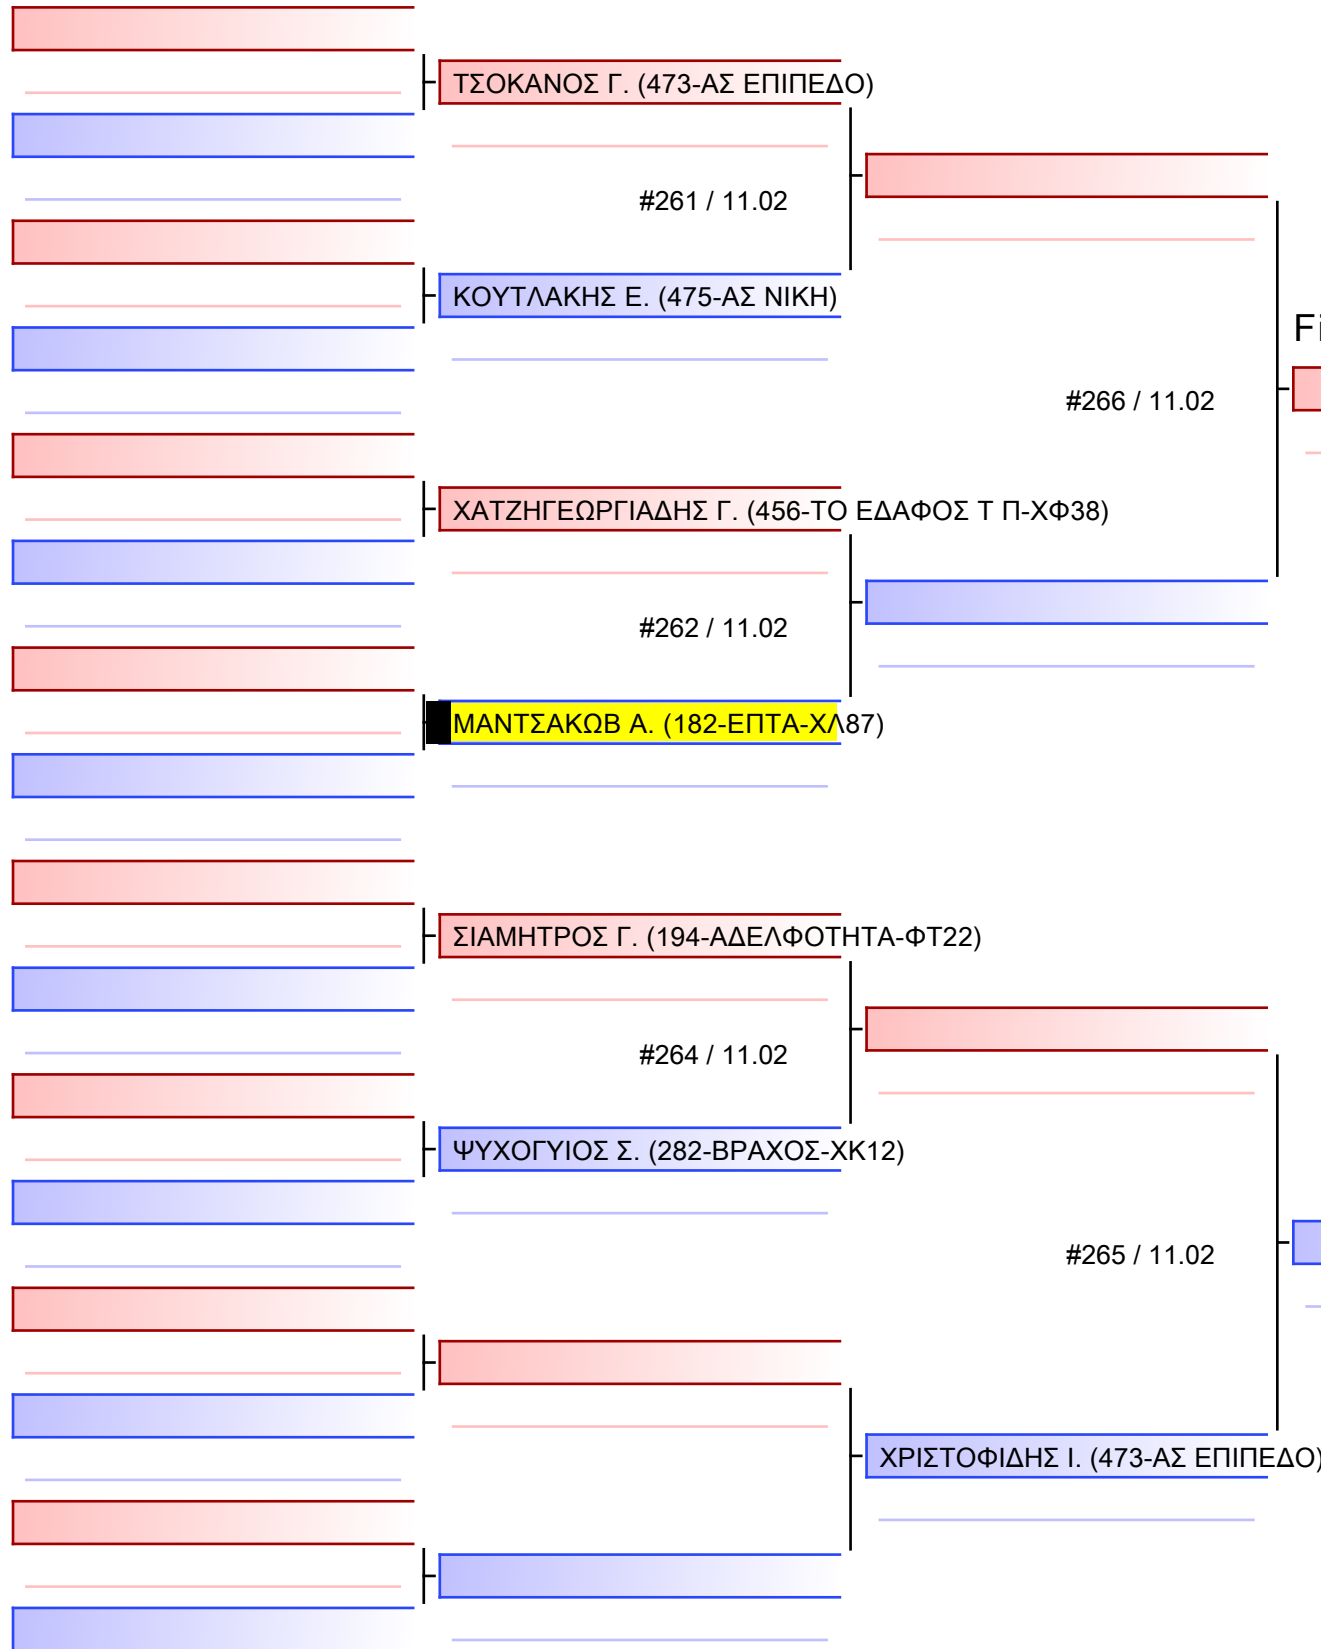 ΤΣΟΚΑΝΟΣ Γ. (473-ΑΣ ΕΠΙΠΕΔΟ)
#261 / 11.02
ΚΟΥΤΛΑΚΗΣ Ε. (475-ΑΣ ΝΙΚΗ)
Fi
#266 / 11.02
ΧΑΤΖΗΓΕΩΡΓΙΑΔΗΣ Γ. (456-ΤΟ ΕΔΑΦΟΣ Τ Π-ΧΦ38)
#262 / 11.02
ΜΑΝΤΣΑΚΩΒ Α. (182-ΕΠΤΑ-ΧΛ87)
ΣΙΑΜΗΤΡΟΣ Γ. (194-ΑΔΕΛΦΟΤΗΤΑ-ΦΤ22)
#264 / 11.02
ΨΥΧΟΓΥΙΟΣ Σ. (282-ΒΡΑΧΟΣ-ΧΚ12)
#265 / 11.02
ΧΡΙΣΤΟΦΙΔΗΣ Ι. (473-ΑΣ ΕΠΙΠΕΔΟ)